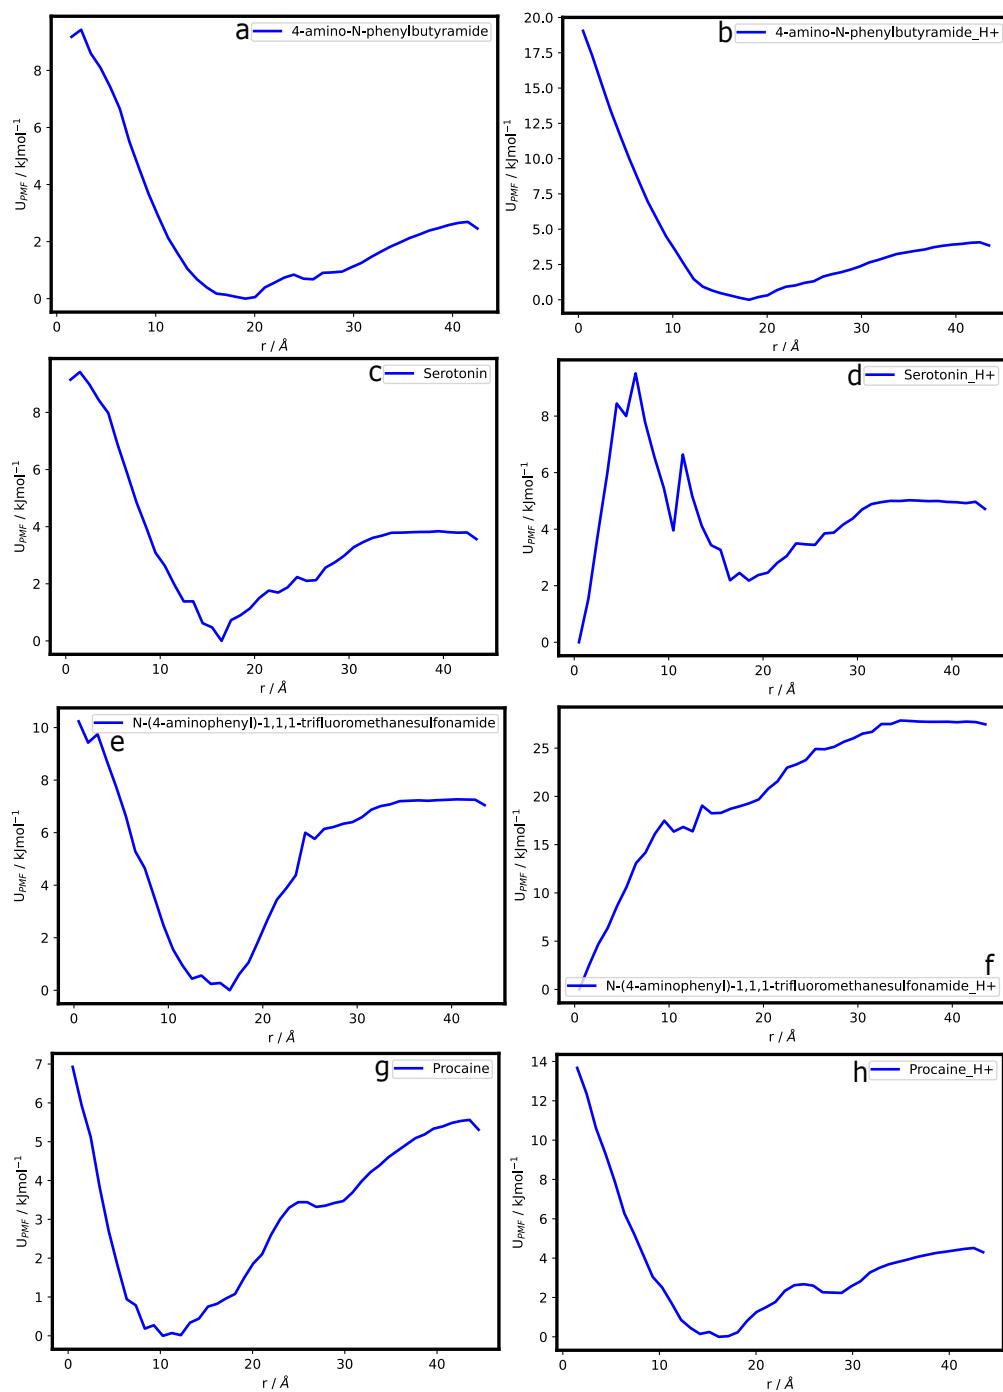 a
4-amino-N-phenylbutyramide
8
6
4
2
0
U_PMF / kJmol⁻¹
0 10 20 30 40
r / Å
b
4-amino-N-phenylbutyramide_H+
20.0
17.5
15.0
12.5
10.0
7.5
5.0
2.5
0.0
U_PMF / kJmol⁻¹
0 10 20 30 40
r / Å
c
Serotonin
8
6
4
2
0
U_PMF / kJmol⁻¹
0 10 20 30 40
r / Å
d
Serotonin_H+
8
6
4
2
0
U_PMF / kJmol⁻¹
0 10 20 30 40
r / Å
N-(4-aminophenyl)-1,1,1-trifluoromethanesulfonamide
e
10
8
6
4
2
0
U_PMF / kJmol⁻¹
0 10 20 30 40
r / Å
25
20
15
10
5
0
U_PMF / kJmol⁻¹
f
N-(4-aminophenyl)-1,1,1-trifluoromethanesulfonamide_H+
0 10 20 30 40
r / Å
g
Procaine
7
6
5
4
3
2
1
0
U_PMF / kJmol⁻¹
0 10 20 30 40
r / Å
h
Procaine_H+
14
12
10
8
6
4
2
0
U_PMF / kJmol⁻¹
0 10 20 30 40
r / Å